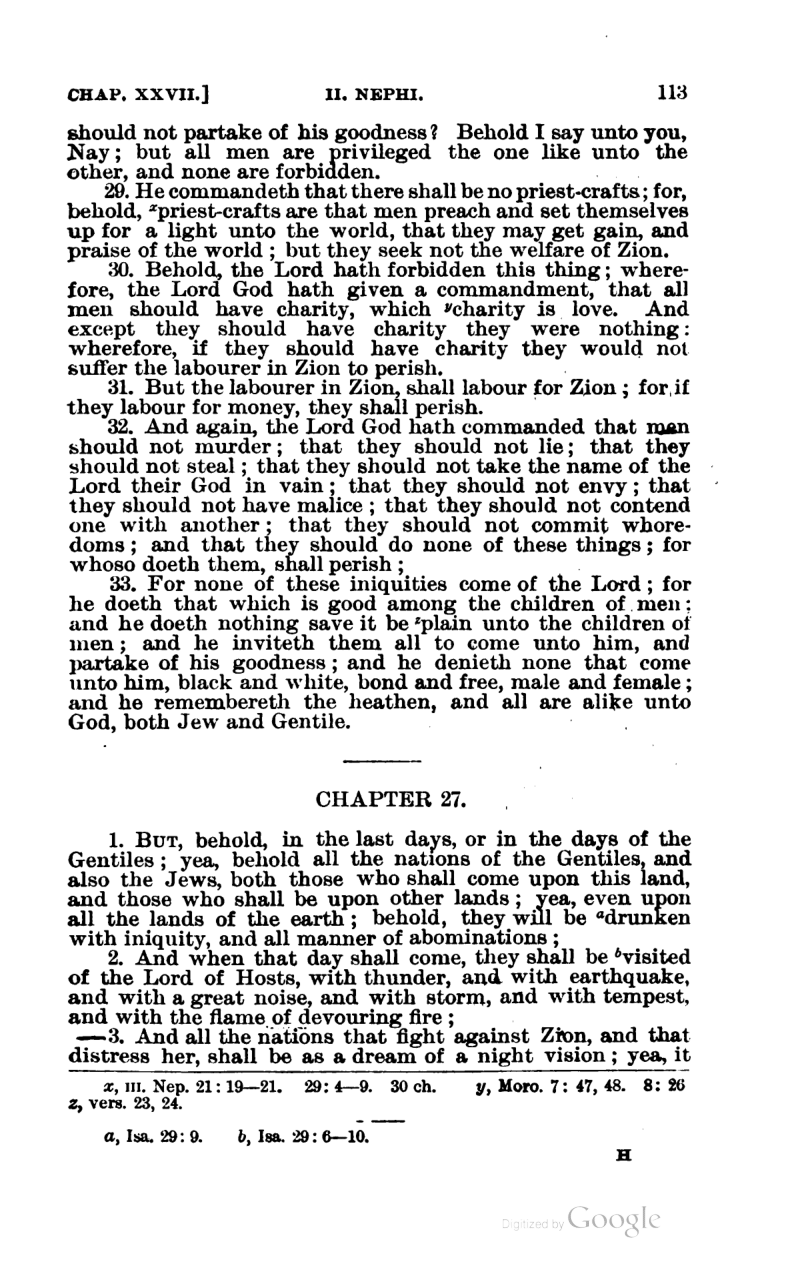 CHAP. XXVII.] II. NEPHI. 113
should not partake of his goodness? Behold I say unto you,
Nay; but all men are privileged the one like unto the
other, and none are forbidden.
29. He commandeth that there shall be no priest-crafts; for,
behold, ˣpriest-crafts are that men preach and set themselves
up for a light unto the world, that they may get gain, and
praise of the world; but they seek not the welfare of Zion.
30. Behold, the Lord hath forbidden this thing; where-
fore, the Lord God hath given a commandment, that all
men should have charity, which ʸcharity is love. And
except they should have charity they were nothing:
wherefore, if they should have charity they would not
suffer the labourer in Zion to perish.
31. But the labourer in Zion, shall labour for Zion; for, if
they labour for money, they shall perish.
32. And again, the Lord God hath commanded that men
should not murder; that they should not lie; that they
should not steal; that they should not take the name of the
Lord their God in vain; that they should not envy; that
they should not have malice; that they should not contend
one with another; that they should not commit whore-
doms; and that they should do none of these things; for
whoso doeth them, shall perish;
33. For none of these iniquities come of the Lord; for
he doeth that which is good among the children of men;
and he doeth nothing save it be ᶻplain unto the children of
men; and he inviteth them all to come unto him, and
partake of his goodness; and he denieth none that come
unto him, black and white, bond and free, male and female;
and he remembereth the heathen, and all are alike unto
God, both Jew and Gentile.
CHAPTER 27.
1. BUT, behold, in the last days, or in the days of the
Gentiles; yea, behold all the nations of the Gentiles, and
also the Jews, both those who shall come upon this land,
and those who shall be upon other lands; yea, even upon
all the lands of the earth; behold, they will be ᵃdrunken
with iniquity, and all manner of abominations;
2. And when that day shall come, they shall be ᵇvisited
of the Lord of Hosts, with thunder, and with earthquake,
and with a great noise, and with storm, and with tempest,
and with the flame of devouring fire;
—3. And all the nations that fight against Zion, and that
distress her, shall be as a dream of a night vision; yea, it
x, III. Nep. 21: 19—21. 29: 4—9. 30 ch. y, Moro. 7: 47, 48. 8: 26
z, vers. 23, 24.
a, Isa. 29: 9. b, Isa. 29: 6—10.
H
Digitized by Google